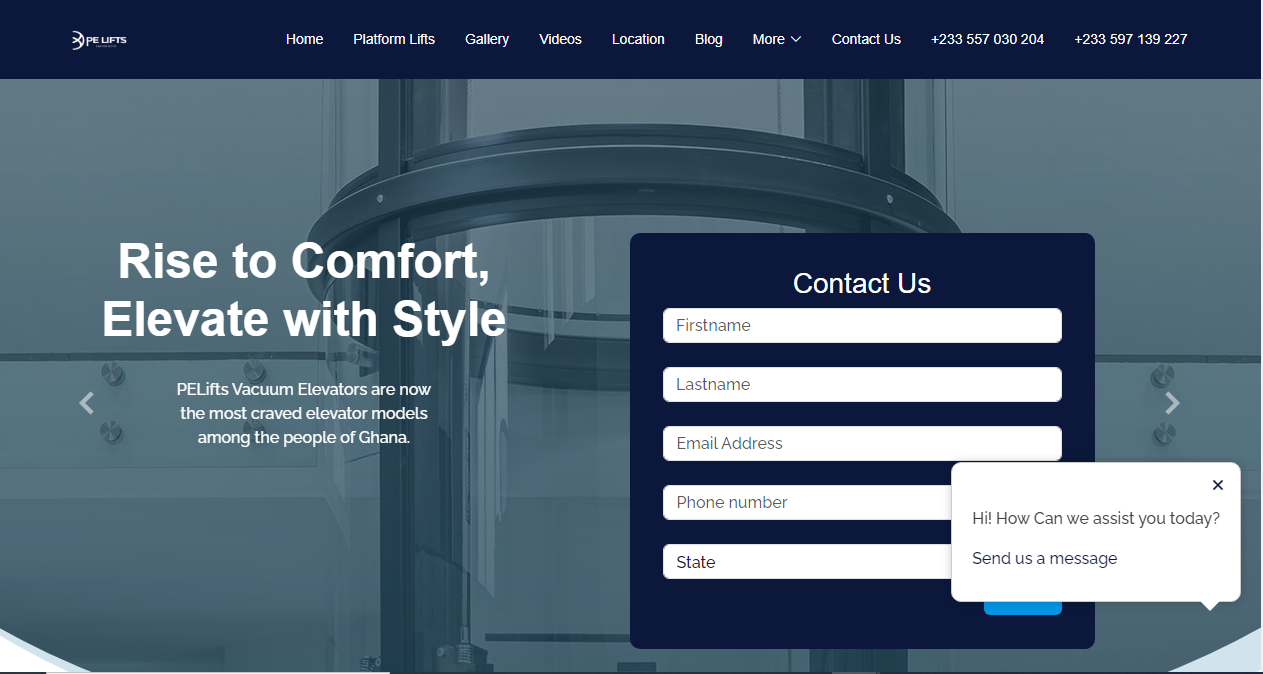 PE LIFTS
Home Platform Lifts Gallery Videos Location Blog More Contact Us +233 557 030 204 +233 597 139 227
Rise to Comfort,
Elevate with Style
PELifts Vacuum Elevators are now
the most craved elevator models
among the people of Ghana.
Contact Us
Firstname
Lastname
Email Address
Phone number
State
Hi! How Can we assist you today?
Send us a message